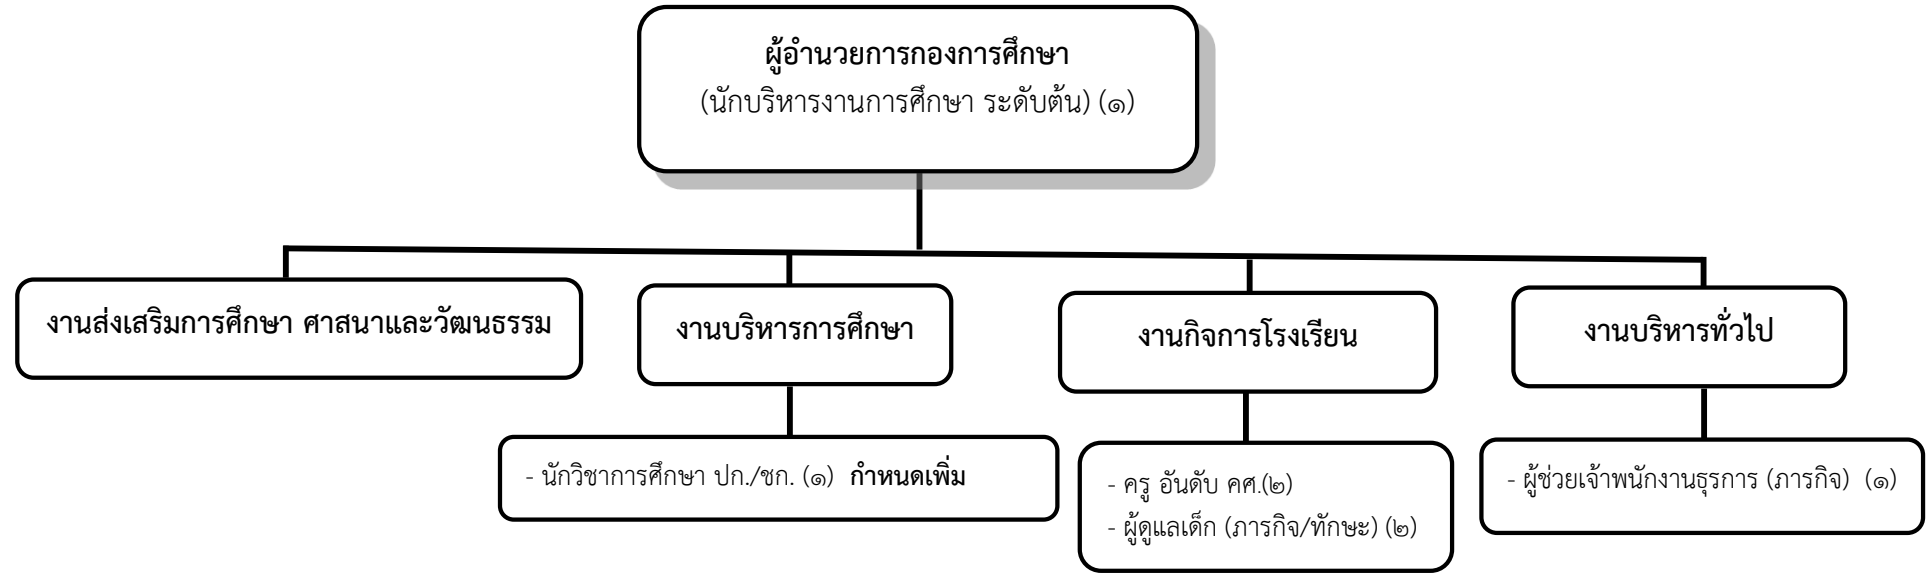 ผู้อำนวยการกองการศึกษา
(นักบริหารงานการศึกษา ระดับต้น) (๑)
งานส่งเสริมการศึกษา ศาสนาและวัฒนธรรม
งานบริหารการศึกษา
งานกิจการโรงเรียน
งานบริหารทั่วไป
- นักวิชาการศึกษา ปก./ชก. (๑) กำหนดเพิ่ม
- ครู อันดับ คศ.(๒)
- ผู้ดูแลเด็ก (ภารกิจ/ทักษะ) (๒)
- ผู้ช่วยเจ้าพนักงานธุรการ (ภารกิจ) (๑)